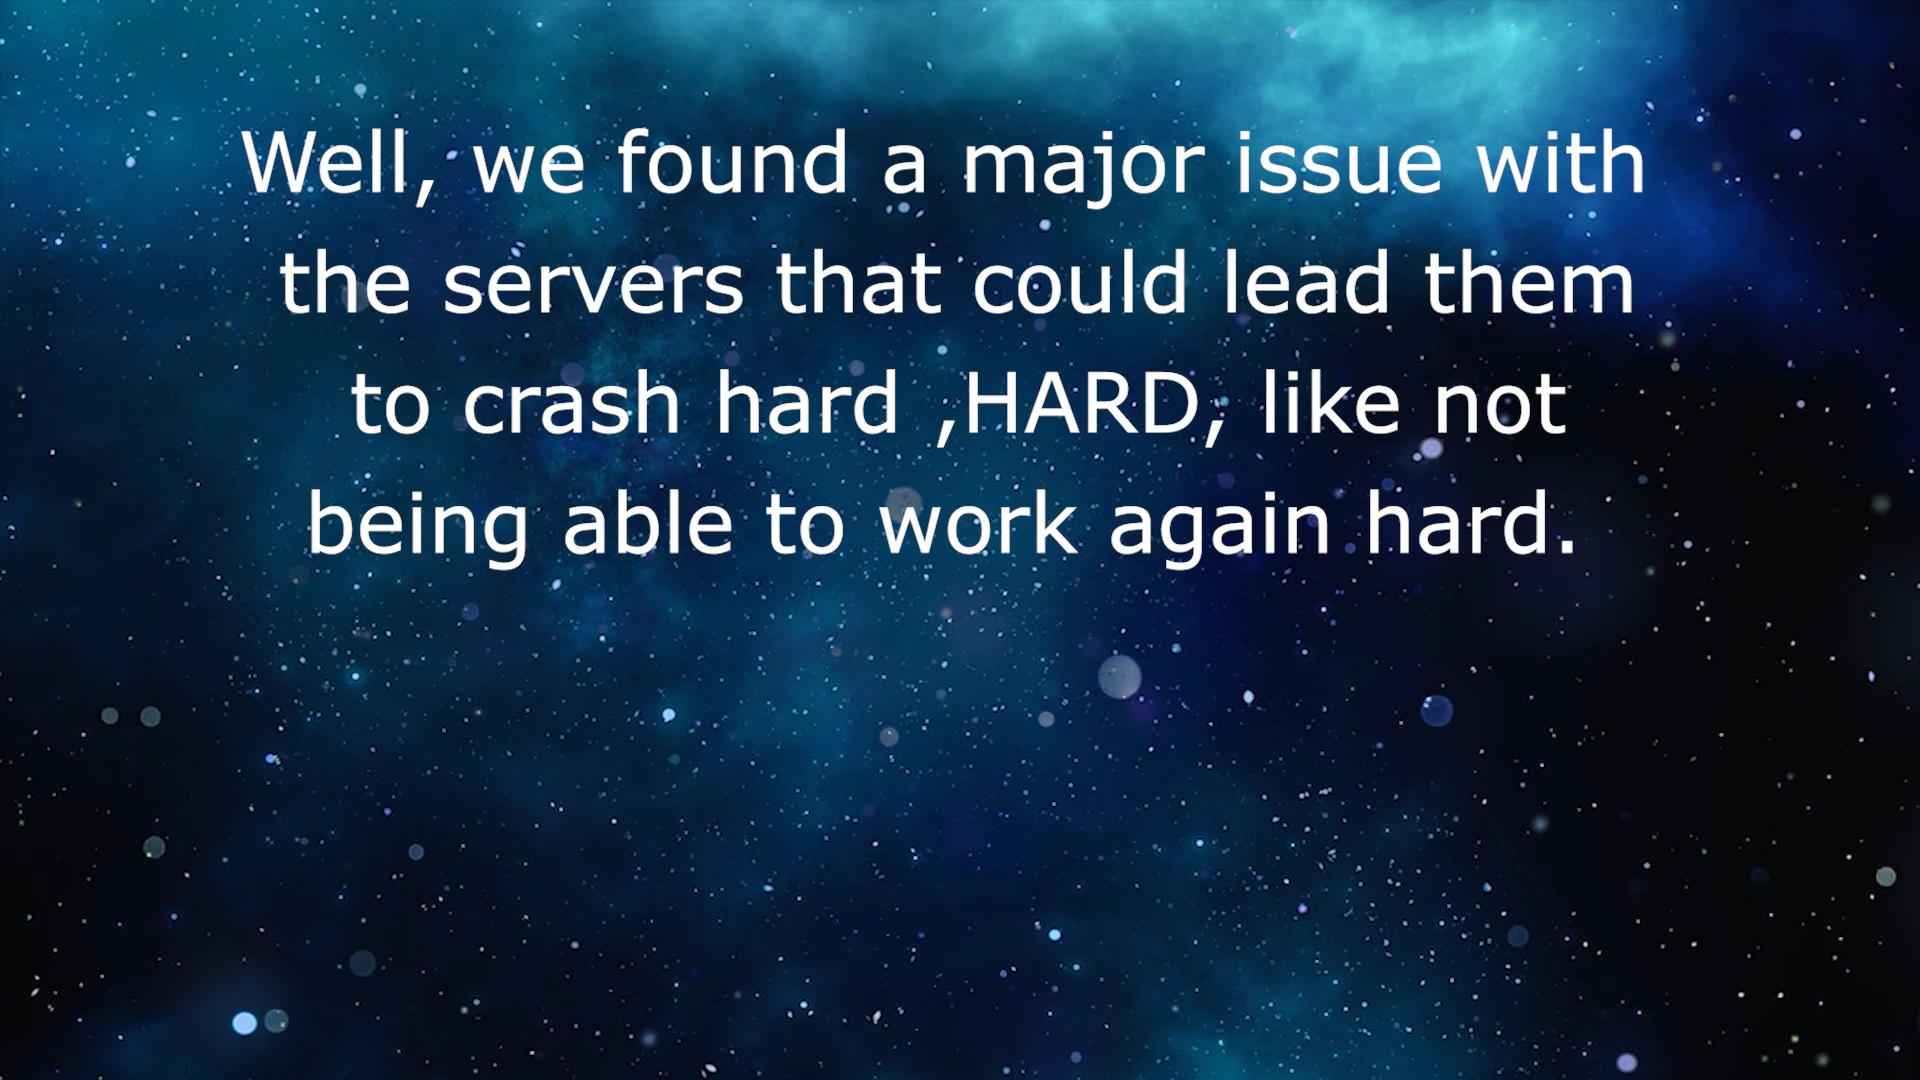 Well, we found a major issue with
the servers that could lead them
to crash hard ,HARD, like not
being able to work again hard.